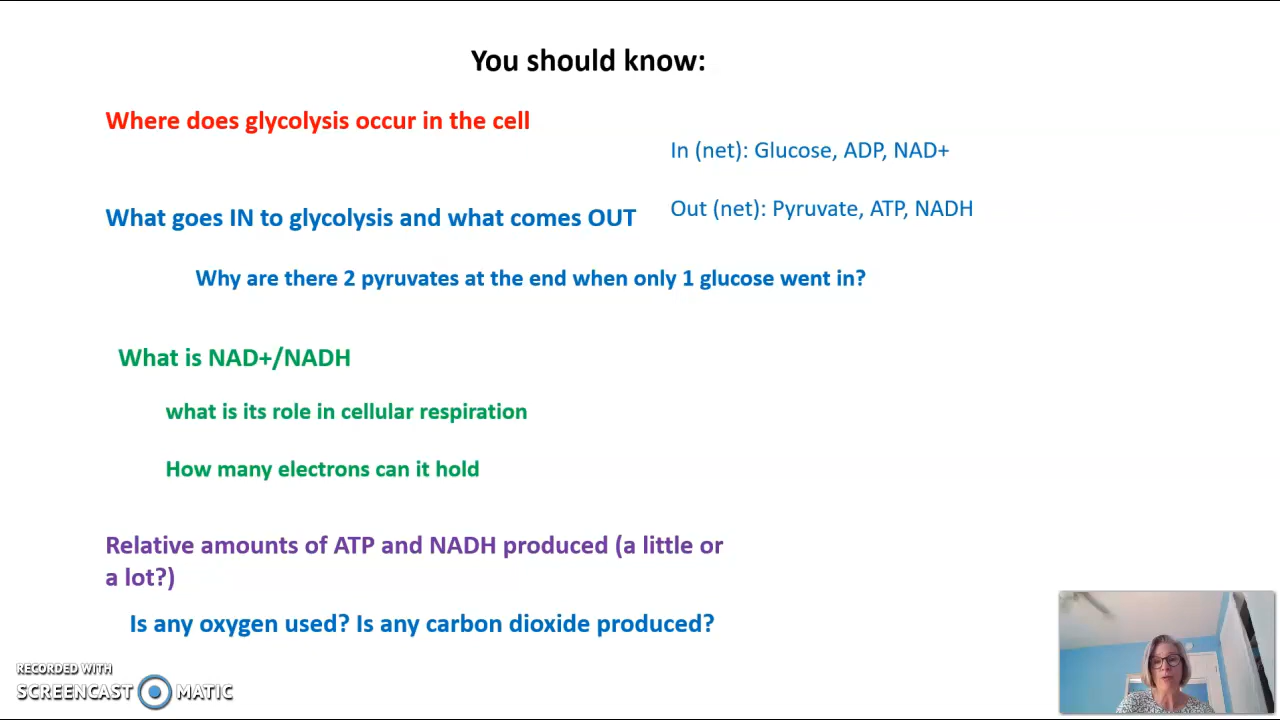 You should know:
Where does glycolysis occur in the cell
In (net): Glucose, ADP, NAD+
What goes IN to glycolysis and what comes OUT
Out (net): Pyruvate, ATP, NADH
Why are there 2 pyruvates at the end when only 1 glucose went in?
What is NAD+/NADH
what is its role in cellular respiration
How many electrons can it hold
Relative amounts of ATP and NADH produced (a little or
a lot?)
Is any oxygen used? Is any carbon dioxide produced?
RECORDED WITH
SCREENCAST MATIC